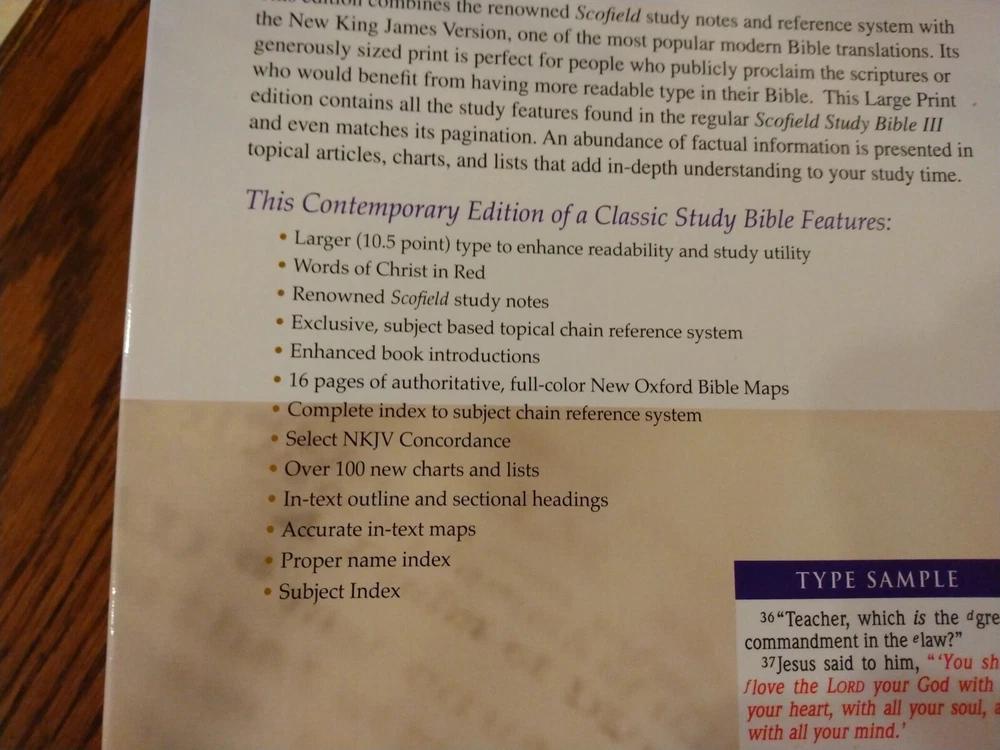 edition combines the renowned Scofield study notes and reference system with
the New King James Version, one of the most popular modern Bible translations. Its
generously sized print is perfect for people who publicly proclaim the scriptures or
who would benefit from having more readable type in their Bible. This Large Print
edition contains all the study features found in the regular Scofield Study Bible III
and even matches its pagination. An abundance of factual information is presented in
topical articles, charts, and lists that add in-depth understanding to your study time.
This Contemporary Edition of a Classic Study Bible Features:
• Larger (10.5 point) type to enhance readability and study utility
• Words of Christ in Red
• Renowned Scofield study notes
• Exclusive, subject based topical chain reference system
• Enhanced book introductions
• 16 pages of authoritative, full-color New Oxford Bible Maps
• Complete index to subject chain reference system
• Select NKJV Concordance
• Over 100 new charts and lists
• In-text outline and sectional headings
• Accurate in-text maps
• Proper name index
• Subject Index
TYPE SAMPLE
36 "Teacher, which is the d gre
commandment in the e law?"
37 Jesus said to him, "'You sh
f love the LORD your God with
your heart, with all your soul, a
with all your mind.'